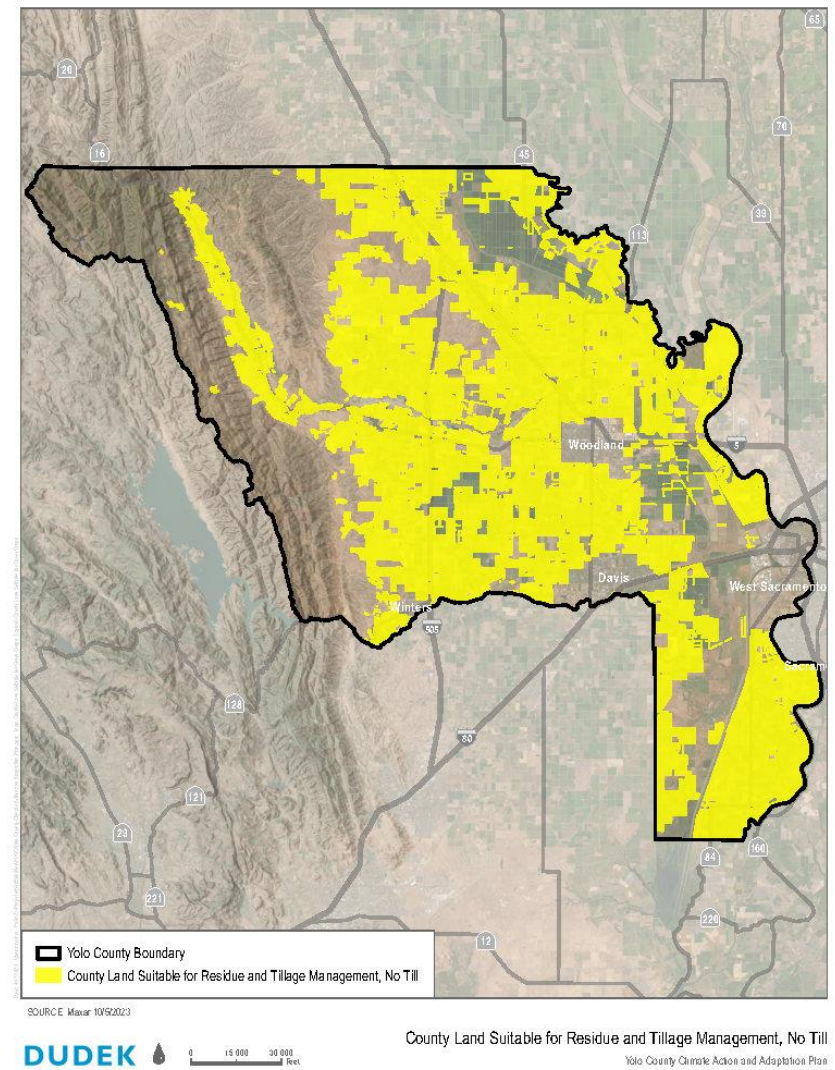 65
20
70
16
45
99
113
Woodland
5
Davis
West Sacramento
Winters
505
Sacram
128
80
121
29
84
160
221
220
12
Yolo County Boundary
County Land Suitable for Residue and Tillage Management, No Till
SOURCE: Maxar 10/5/2023
DUDEK
0 15,000 30,000
Feet
County Land Suitable for Residue and Tillage Management, No Till
Yolo County Climate Action and Adaptation Plan